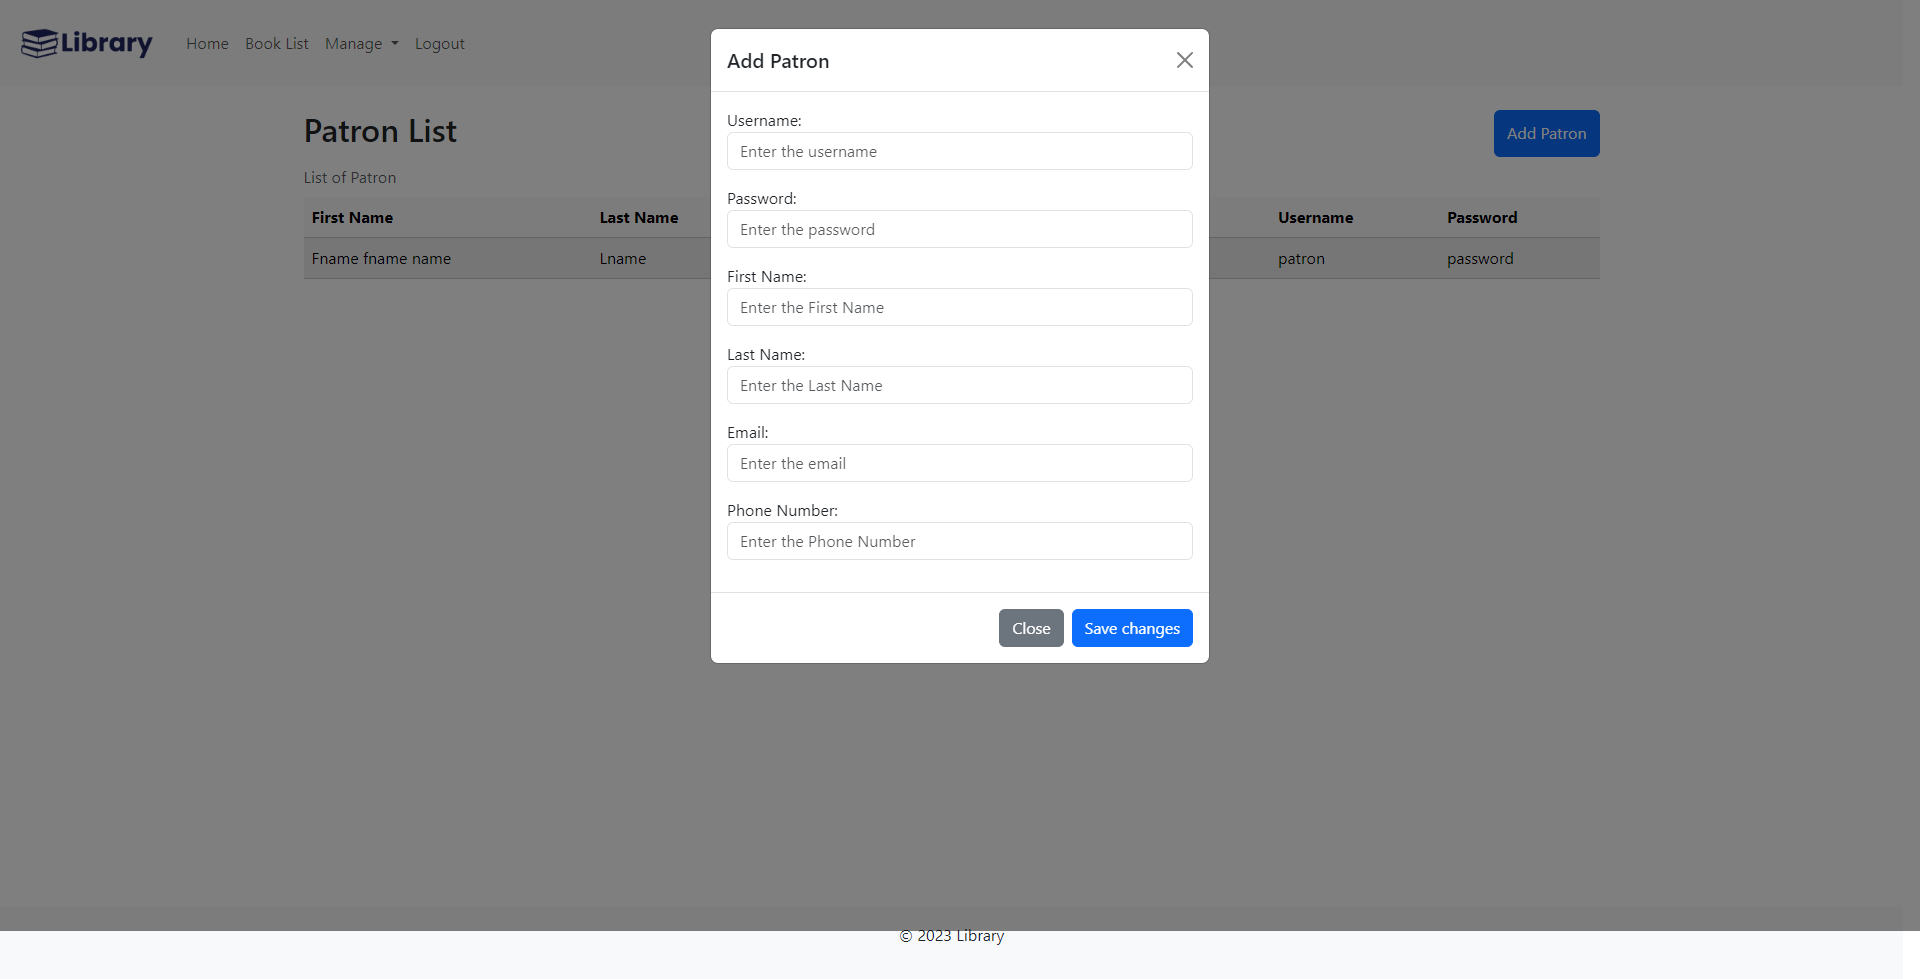 Library Home Book List Manage Logout
Add Patron
Patron List
Add Patron
List of Patron
First Name Last Name Username Password
Fname fname name Lname patron password
Username:
Enter the username
Password:
Enter the password
First Name:
Enter the First Name
Last Name:
Enter the Last Name
Email:
Enter the email
Phone Number:
Enter the Phone Number
Close Save changes
© 2023 Library